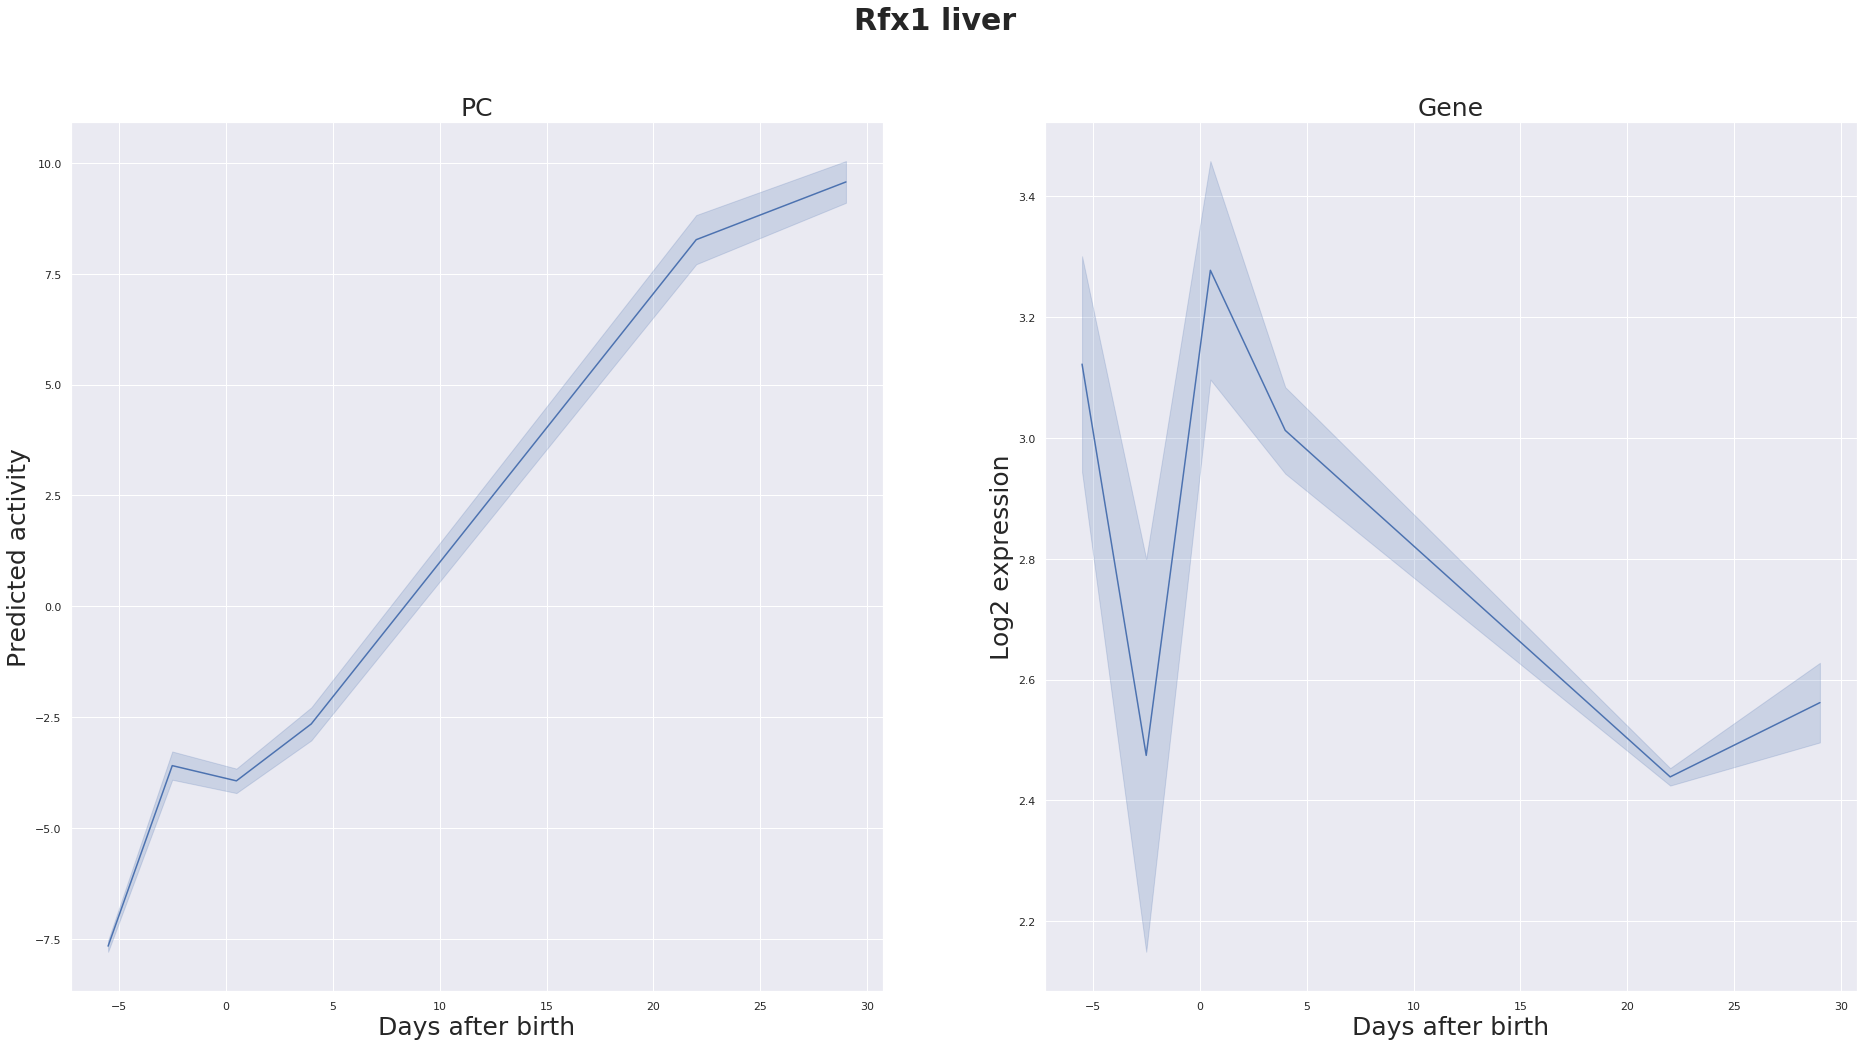 Rfx1 liver
PC
Predicted activity
10.0
7.5
5.0
2.5
0.0
−2.5
−5.0
−7.5
−5 0 5 10 15 20 25 30
Days after birth
Gene
Log2 expression
3.4
3.2
3.0
2.8
2.6
2.4
2.2
−5 0 5 10 15 20 25 30
Days after birth